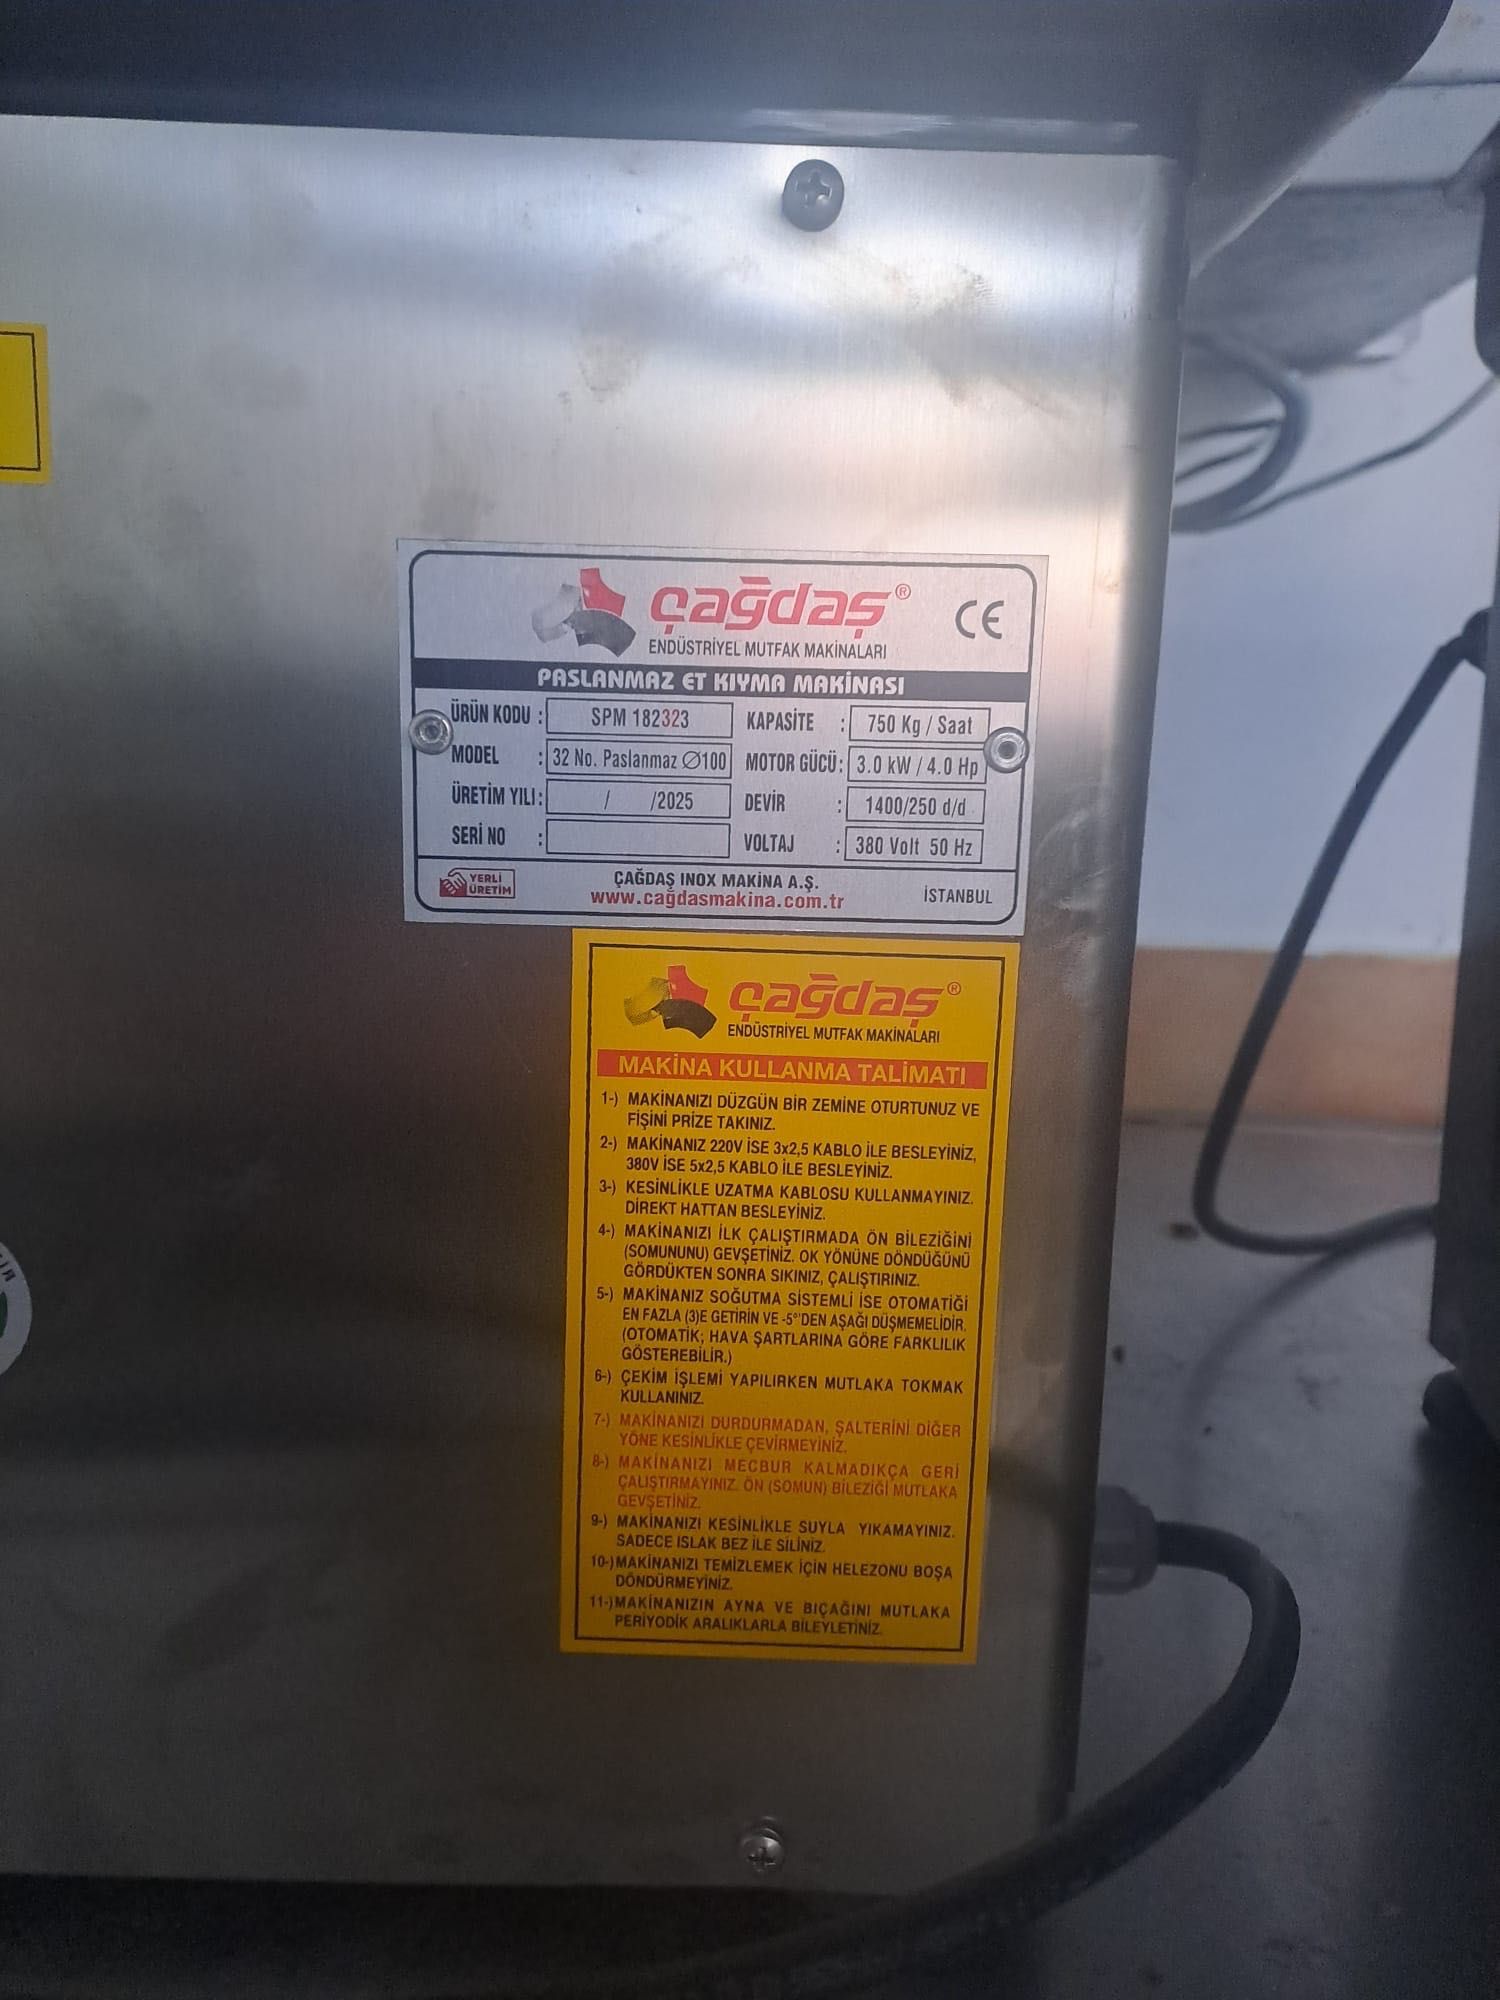 çağdaş®
CE
ENDÜSTRİYEL MUTFAK MAKİNALARI
PASLANMAZ ET KIYMA MAKİNASI
ÜRÜN KODU : SPM 182323 KAPASİTE : 750 Kg / Saat
MODEL : 32 No. Paslanmaz Ø100 MOTOR GÜCÜ : 3.0 kW / 4.0 Hp
ÜRETİM YILI : / /2025 DEVİR : 1400/250 d/d
SERİ NO : VOLTAJ : 380 Volt 50 Hz
YERLİ
ÜRETİM
ÇAĞDAŞ INOX MAKİNA A.Ş.
www.cağdasmakina.com.tr
İSTANBUL
çağdaş®
ENDÜSTRİYEL MUTFAK MAKİNALARI
MAKİNA KULLANMA TALİMATI
1-) MAKİNANIZI DÜZGÜN BİR ZEMİNE OTURTUNUZ VE
FİŞİNİ PRİZE TAKINIZ.
2-) MAKİNANIZ 220V İSE 3x2,5 KABLO İLE BESLEYİNİZ,
380V İSE 5x2,5 KABLO İLE BESLEYİNİZ.
3-) KESİNLİKLE UZATMA KABLOSU KULLANMAYINIZ.
DİREKT HATTAN BESLEYİNİZ.
4-) MAKİNANIZI İLK ÇALIŞTIRMADA ÖN BİLEZİĞİNİ
(SOMUNUNU) GEVŞETİNİZ. OK YÖNÜNE DÖNDÜĞÜNÜ
GÖRDÜKTEN SONRA SIKINIZ, ÇALIŞTIRINIZ.
5-) MAKİNANIZ SOĞUTMA SİSTEMLİ İSE OTOMATİĞİ
EN FAZLA (3)E GETİRİN VE -5°'DEN AŞAĞI DÜŞMEMELİDİR.
(OTOMATİK; HAVA ŞARTLARINA GÖRE FARKLILIK
GÖSTEREBİLİR.)
6-) ÇEKİM İŞLEMİ YAPILIRKEN MUTLAKA TOKMAK
KULLANINIZ.
7-) MAKİNANIZI DURDURMADAN, ŞALTERİNİ DİĞER
YÖNE KESİNLİKLE ÇEVİRMEYİNİZ.
8-) MAKİNANIZI MECBUR KALMADIKÇA GERİ
ÇALIŞTIRMAYINIZ. ÖN (SOMUN) BİLEZİĞİ MUTLAKA
GEVŞETİNİZ.
9-) MAKİNANIZI KESİNLİKLE SUYLA YIKAMAYINIZ.
SADECE ISLAK BEZ İLE SİLİNİZ.
10-) MAKİNANIZI TEMİZLEMEK İÇİN HELEZONU BOŞA
DÖNDÜRMEYİNİZ.
11-) MAKİNANIZIN AYNA VE BIÇAĞINI MUTLAKA
PERİYODİK ARALIKLARLA BİLEYLETİNİZ.